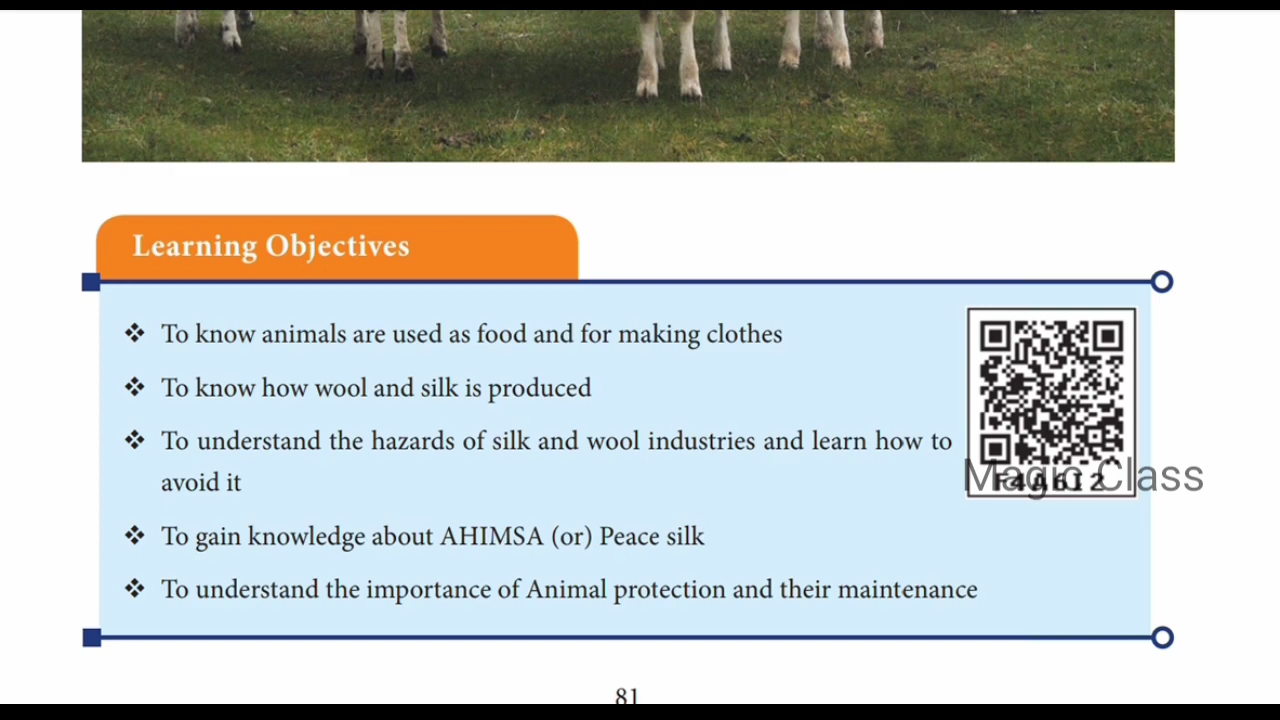 Learning Objectives
❖ To know animals are used as food and for making clothes
❖ To know how wool and silk is produced
❖ To understand the hazards of silk and wool industries and learn how to
avoid it
❖ To gain knowledge about AHIMSA (or) Peace silk
❖ To understand the importance of Animal protection and their maintenance
Magic Class
81